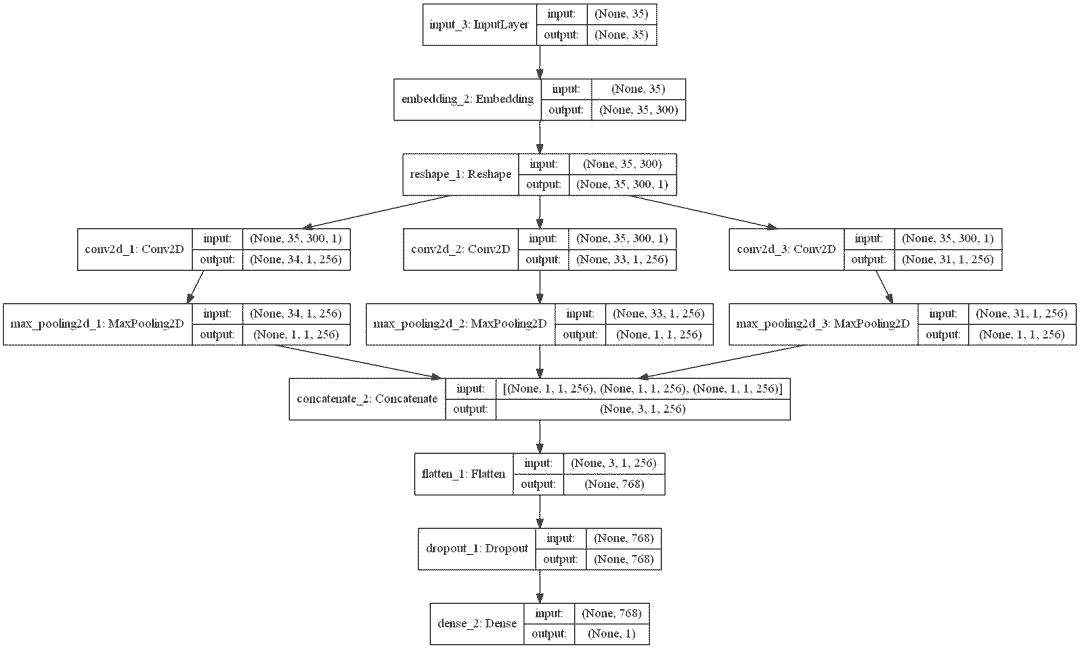 input_3: InputLayer
input: (None, 35)
output: (None, 35)
embedding_2: Embedding
input: (None, 35)
output: (None, 35, 300)
reshape_1: Reshape
input: (None, 35, 300)
output: (None, 35, 300, 1)
conv2d_1: Conv2D
input: (None, 35, 300, 1)
output: (None, 34, 1, 256)
conv2d_2: Conv2D
input: (None, 35, 300, 1)
output: (None, 33, 1, 256)
conv2d_3: Conv2D
input: (None, 35, 300, 1)
output: (None, 31, 1, 256)
max_pooling2d_1: MaxPooling2D
input: (None, 34, 1, 256)
output: (None, 1, 1, 256)
max_pooling2d_2: MaxPooling2D
input: (None, 33, 1, 256)
output: (None, 1, 1, 256)
max_pooling2d_3: MaxPooling2D
input: (None, 31, 1, 256)
output: (None, 1, 1, 256)
concatenate_2: Concatenate
input: [(None, 1, 1, 256), (None, 1, 1, 256), (None, 1, 1, 256)]
output: (None, 3, 1, 256)
flatten_1: Flatten
input: (None, 3, 1, 256)
output: (None, 768)
dropout_1: Dropout
input: (None, 768)
output: (None, 768)
dense_2: Dense
input: (None, 768)
output: (None, 1)